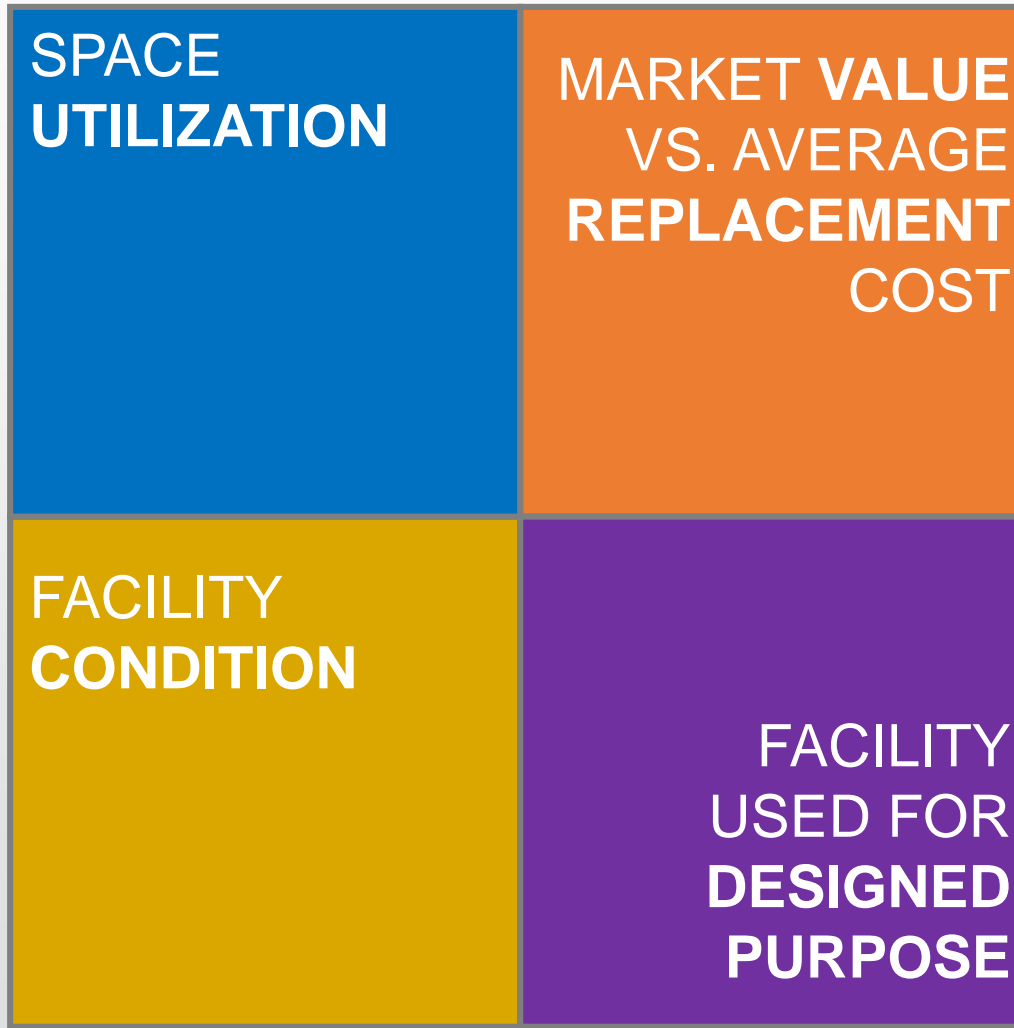 SPACE
UTILIZATION
MARKET VALUE
VS. AVERAGE
REPLACEMENT
COST
FACILITY
CONDITION
FACILITY
USED FOR
DESIGNED
PURPOSE